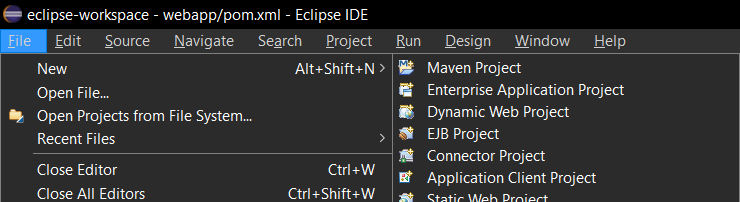 eclipse-workspace - webapp/pom.xml - Eclipse IDE
File Edit Source Navigate Search Project Run Design Window Help
New Alt+Shift+N
Open File...
Open Projects from File System...
Recent Files
Close Editor Ctrl+W
Close All Editors Ctrl+Shift+W
Maven Project
Enterprise Application Project
Dynamic Web Project
EJB Project
Connector Project
Application Client Project
Static Web Project